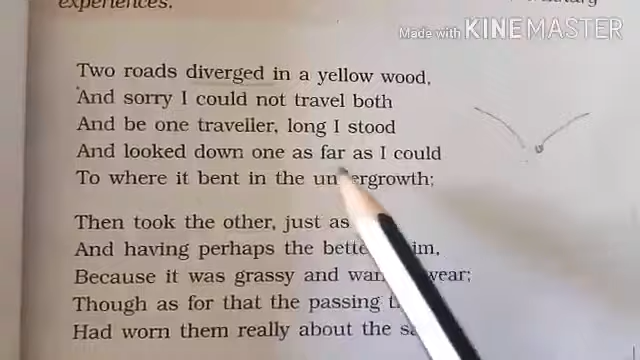 experiences.
Made with KINEMASTER
Two roads diverged in a yellow wood,
And sorry I could not travel both
And be one traveller, long I stood
And looked down one as far as I could
To where it bent in the undergrowth;
Then took the other, just as
And having perhaps the better
Because it was grassy and wear;
Though as for that the passing
Had worn them really about the